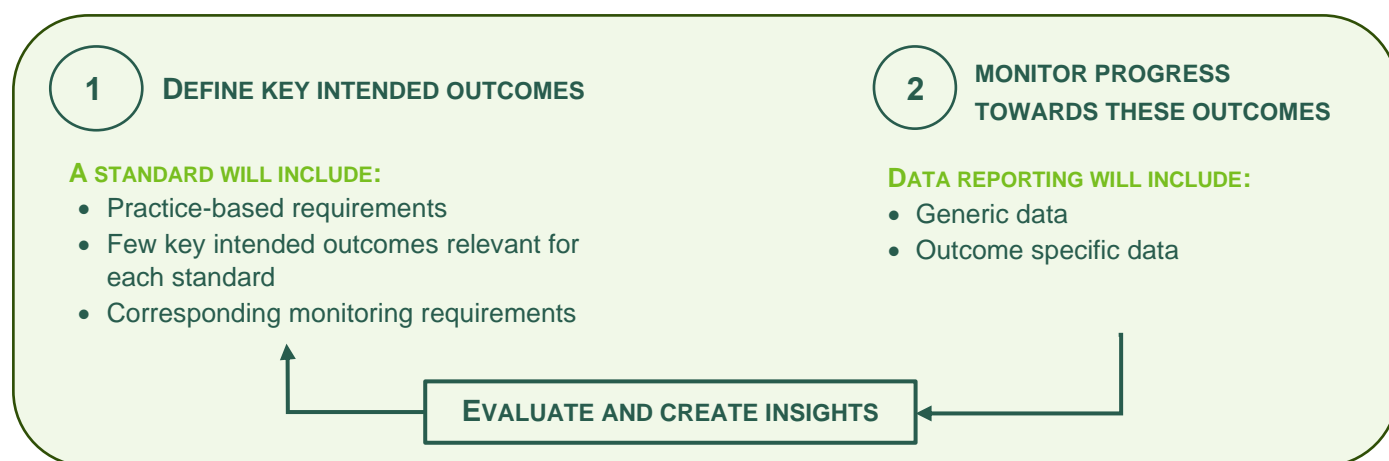 1
DEFINE KEY INTENDED OUTCOMES
A STANDARD WILL INCLUDE:
• Practice-based requirements
• Few key intended outcomes relevant for
each standard
• Corresponding monitoring requirements
2
MONITOR PROGRESS
TOWARDS THESE OUTCOMES
DATA REPORTING WILL INCLUDE:
• Generic data
• Outcome specific data
EVALUATE AND CREATE INSIGHTS